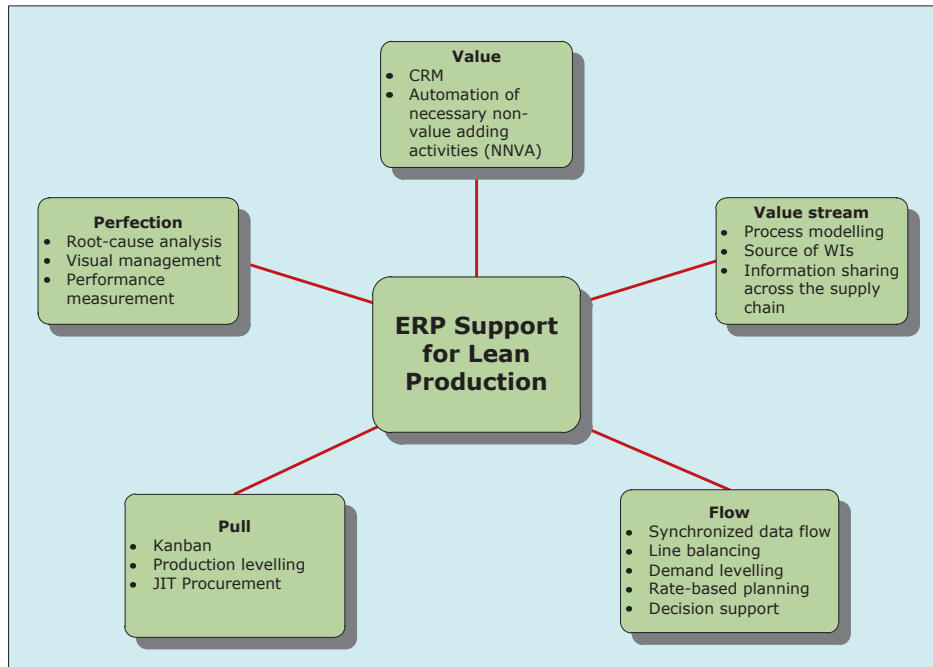 Value
• CRM
• Automation of
necessary non-
value adding
activities (NNVA)
Perfection
• Root-cause analysis
• Visual management
• Performance
measurement
Value stream
• Process modelling
• Source of WIs
• Information sharing
across the supply
chain
ERP Support
for Lean
Production
Pull
• Kanban
• Production levelling
• JIT Procurement
Flow
• Synchronized data flow
• Line balancing
• Demand levelling
• Rate-based planning
• Decision support